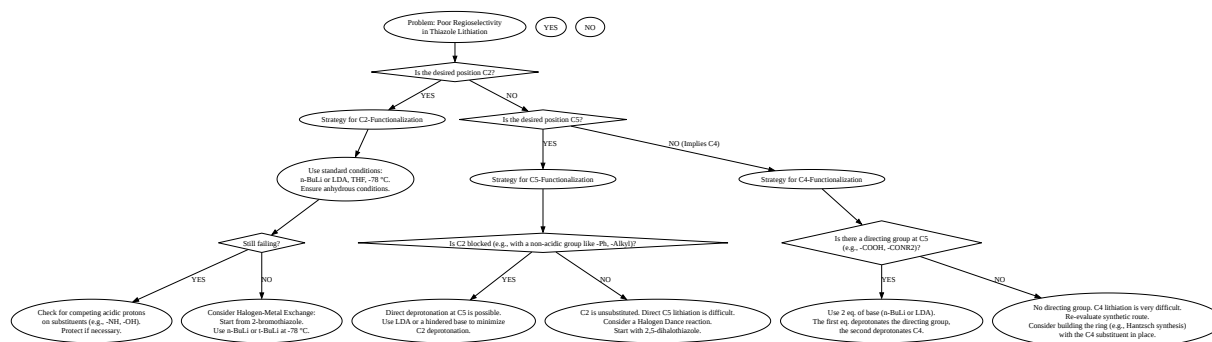 Problem: Poor Regioselectivity
in Thiazole Lithiation
YES
NO
Is the desired position C2?
YES
NO
Strategy for C2-Functionalization
Is the desired position C5?
YES
NO (Implies C4)
Use standard conditions:
n-BuLi or LDA, THF, -78 °C.
Ensure anhydrous conditions.
Strategy for C5-Functionalization
Strategy for C4-Functionalization
Still failing?
Is C2 blocked (e.g., with a non-acidic group like -Ph, -Alkyl)?
Is there a directing group at C5
(e.g., -COOH, -CONR2)?
YES
NO
YES
NO
YES
NO
Check for competing acidic protons
on substituents (e.g., -NH, -OH).
Protect if necessary.
Consider Halogen-Metal Exchange:
Start from 2-bromothiazole.
Use n-BuLi or t-BuLi at -78 °C.
Direct deprotonation at C5 is possible.
Use LDA or a hindered base to minimize
C2 deprotonation.
C2 is unsubstituted. Direct C5 lithiation is difficult.
Consider a Halogen Dance reaction.
Start with 2,5-dihalothiazole.
Use 2 eq. of base (n-BuLi or LDA).
The first eq. deprotonates the directing group,
the second deprotonates C4.
No directing group. C4 lithiation is very difficult.
Re-evaluate synthetic route.
Consider building the ring (e.g., Hantzsch synthesis)
with the C4 substituent in place.